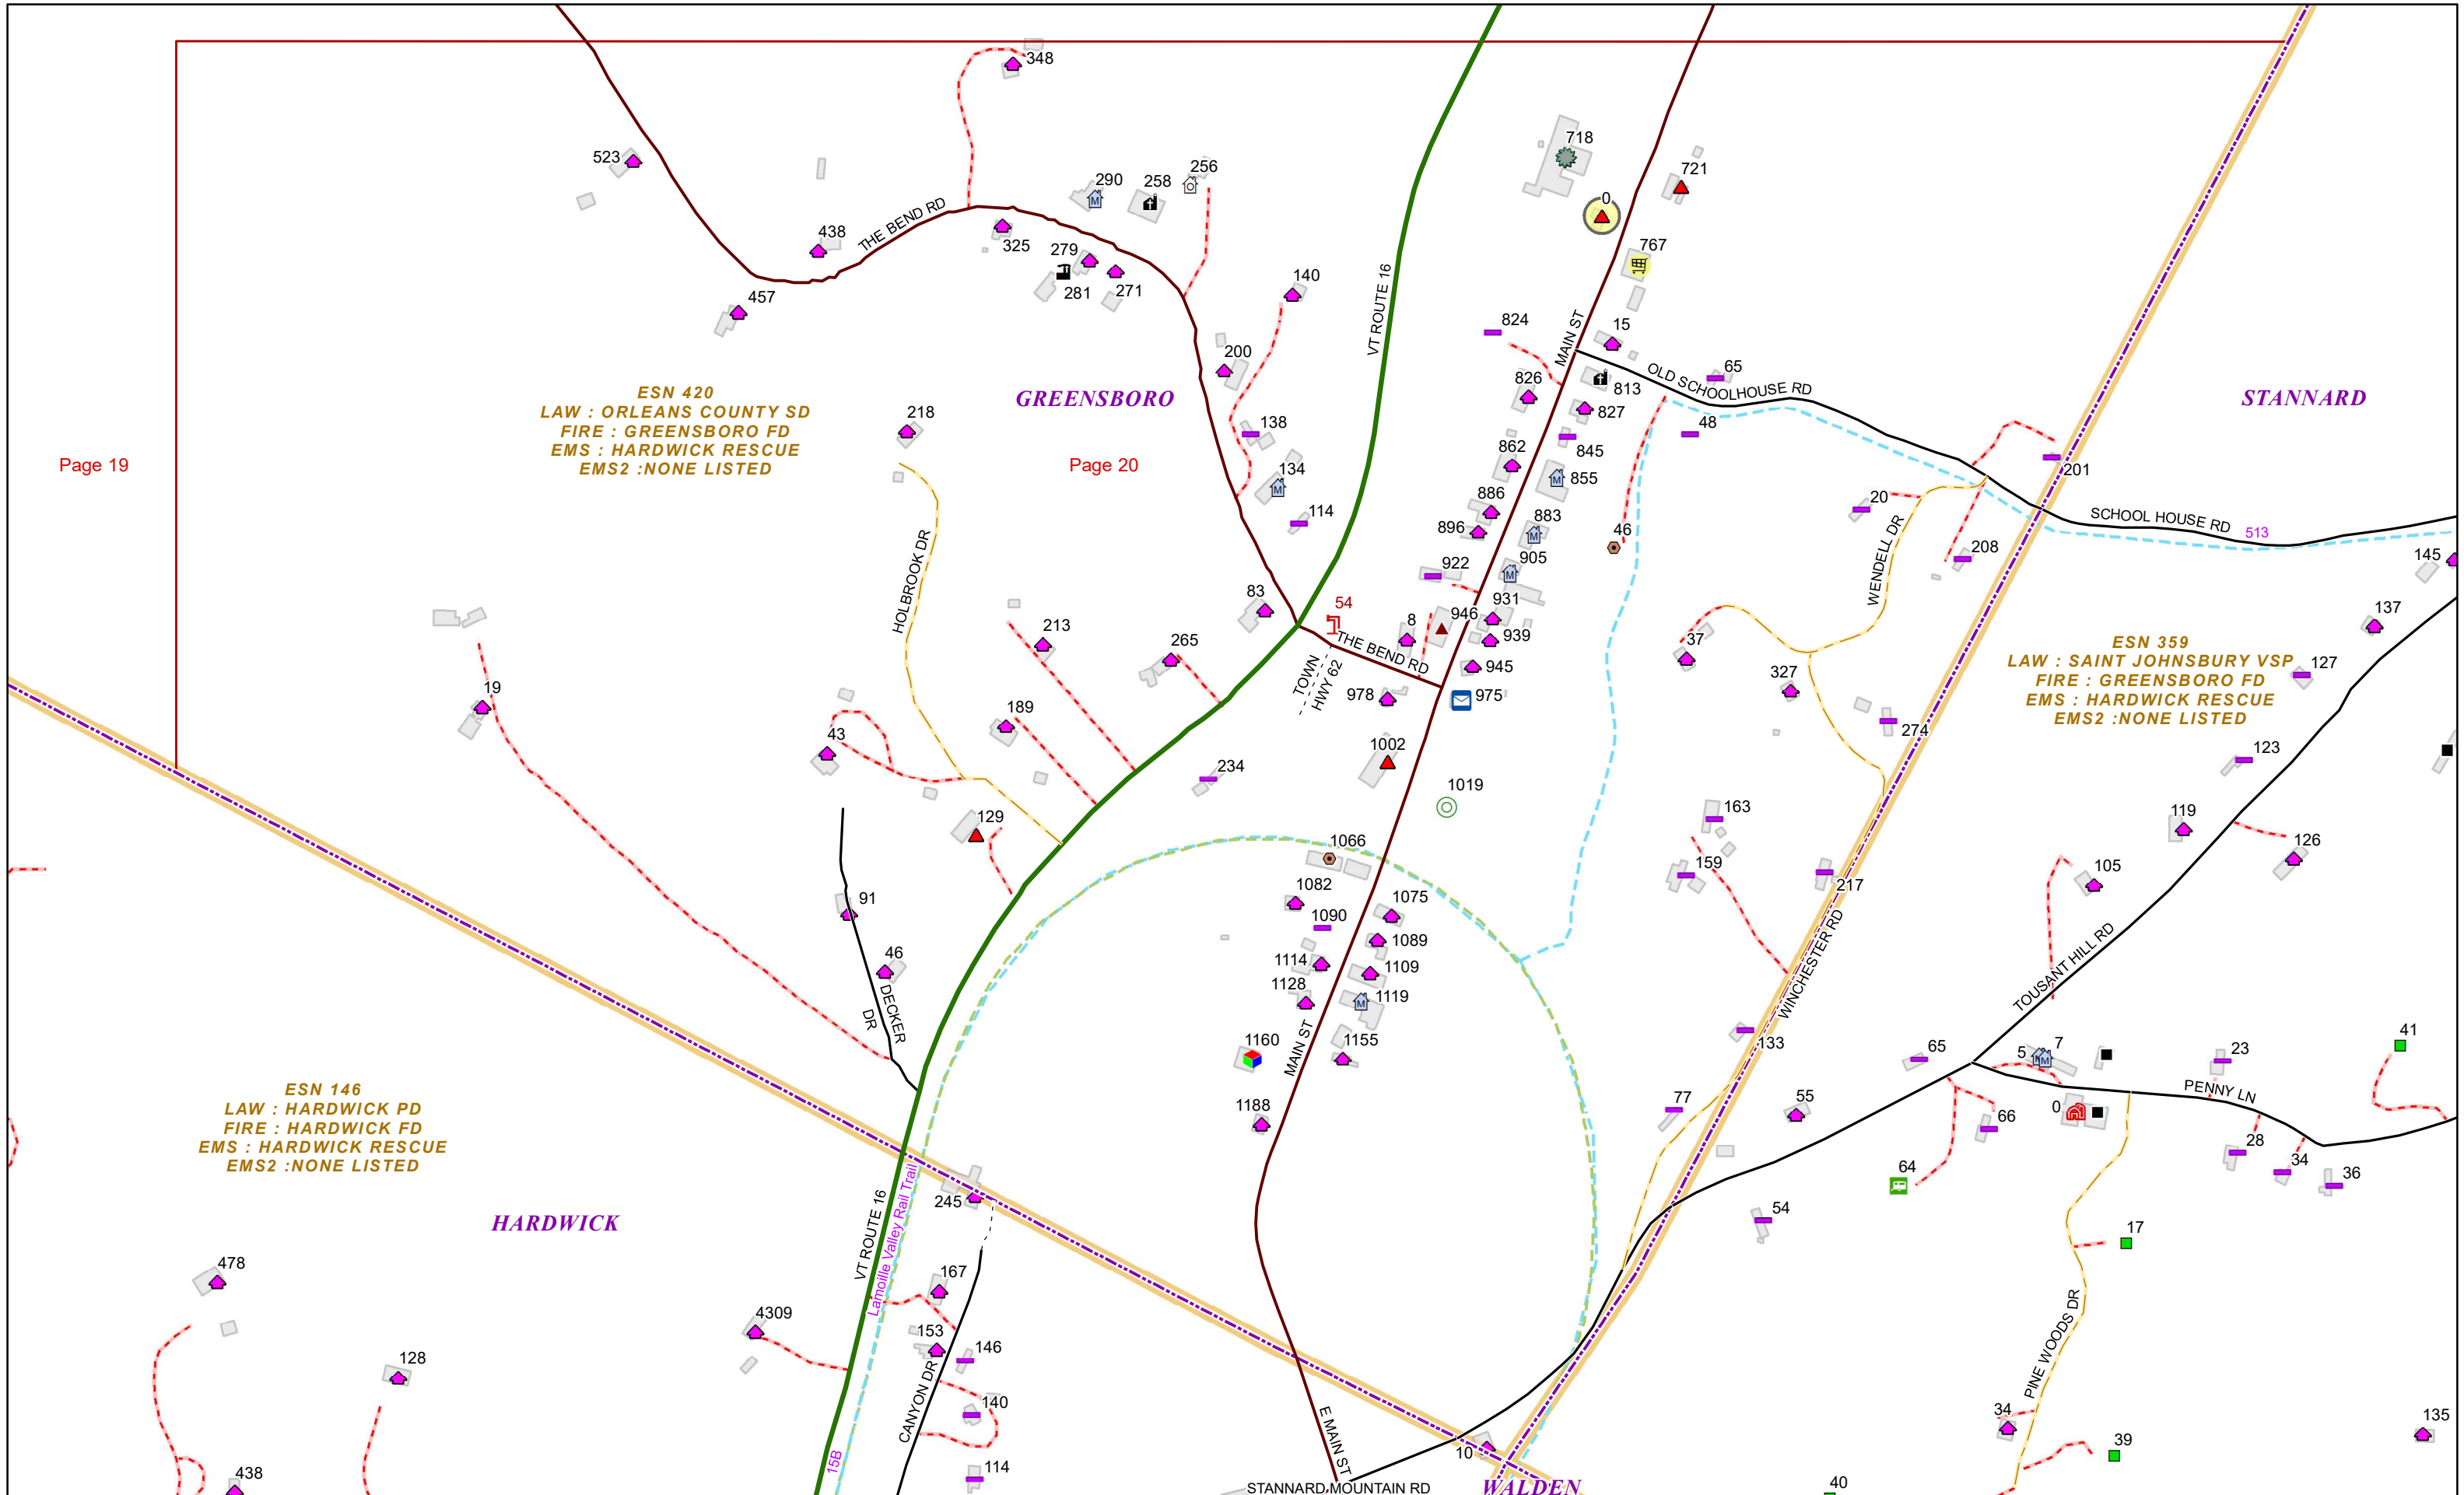 348
718
523
256
290
258
721
0
THE BEND RD
438
325
279
767
281
271
140
457
VT ROUTE 16
824
MAIN ST
15
200
65
OLD SCHOOLHOUSE RD
826
813
827
ESN 420
LAW : ORLEANS COUNTY SD
FIRE : GREENSBORO FD
EMS : HARDWICK RESCUE
EMS2 :NONE LISTED
GREENSBORO
STANNARD
218
138
48
845
Page 19
Page 20
862
134
855
201
886
20
114
883
SCHOOL HOUSE RD
513
896
46
WENDELL DR
905
208
145
HOLBROOK DR
922
83
54
931
8
946
137
213
939
37
THE BEND RD
265
TOWN
HWY 62
945
327
ESN 359
LAW : SAINT JOHNSBURY VSP
FIRE : GREENSBORO FD
EMS : HARDWICK RESCUE
EMS2 :NONE LISTED
127
19
978
975
189
274
43
1002
123
234
1019
163
129
119
1066
159
126
105
217
1082
1075
91
1090
WINCHESTER RD
1089
TOUSANT HILL RD
46
1114
1109
DECKER
DR
1128
1119
MAIN ST
1160
1155
133
65
5
7
23
41
PENNY LN
ESN 146
LAW : HARDWICK PD
FIRE : HARDWICK FD
EMS : HARDWICK RESCUE
EMS2 :NONE LISTED
1188
77
55
0
66
28
34
36
64
VT ROUTE 16
Lamoille Valley Rail Trail
245
54
HARDWICK
17
478
167
4309
153
146
PINE WOODS DR
128
CANYON DR
140
34
E MAIN ST
135
10
39
15B
438
114
40
STANNARD MOUNTAIN RD
WALDEN